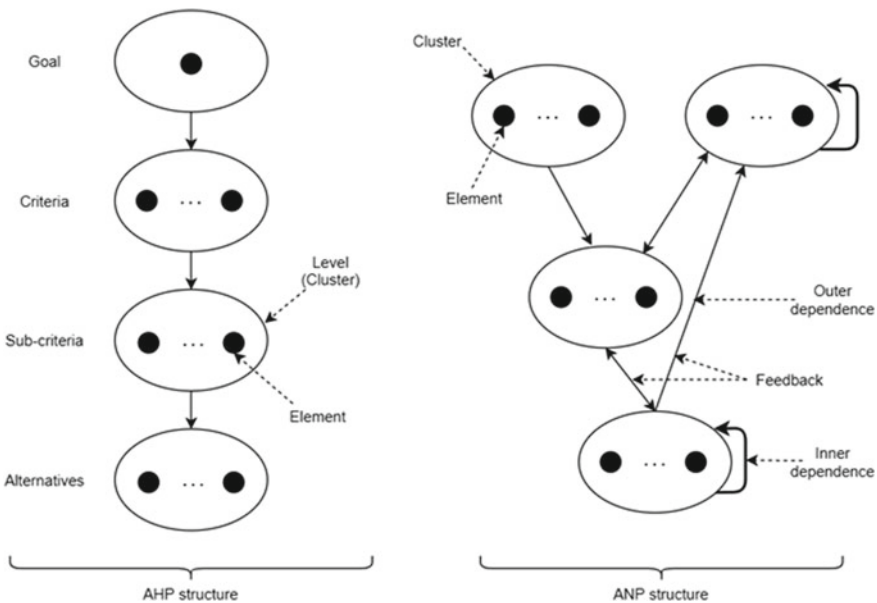 Goal
Criteria
Level
(Cluster)
Sub-criteria
Element
Alternatives
AHP structure
Cluster
Element
Outer
dependence
Feedback
Inner
dependence
ANP structure